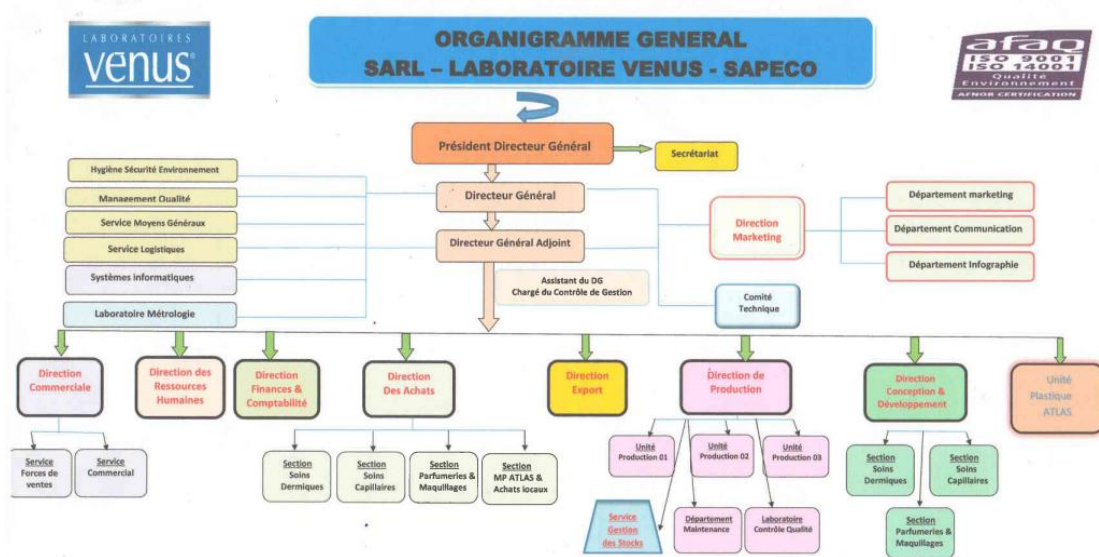 LABORATOIRES
venus®
ORGANIGRAMME GENERAL
SARL – LABORATOIRE VENUS - SAPECO
afaq
ISO 9001
ISO 14001
Qualité
Environnement
AFNOR CERTIFICATION
Président Directeur Général
Secrétariat
Hygiène Sécurité Environnement
Management Qualité
Service Moyens Généraux
Service Logistiques
Systèmes informatiques
Laboratoire Métrologie
Directeur Général
Directeur Général Adjoint
Assistant du DG
Chargé du Contrôle de Gestion
Direction
Marketing
Comité
Technique
Département marketing
Département Communication
Département Infographie
Direction
Commerciale
Direction des
Ressources
Humaines
Direction
Finances &
Comptabilité
Direction
Des Achats
Direction
Export
Direction de
Production
Direction
Conception &
Développement
Unité
Plastique
ATLAS
Service
Forces de
ventes
Service
Commercial
Section
Soins
Dermiques
Section
Soins
Capillaires
Section
Parfumeries &
Maquillages
Section
MP ATLAS &
Achats locaux
Unité
Production 01
Unité
Production 02
Unité
Production 03
Service
Gestion
des Stocks
Département
Maintenance
Laboratoire
Contrôle Qualité
Section
Soins
Dermiques
Section
Soins
Capillaires
Section
Parfumeries &
Maquillages